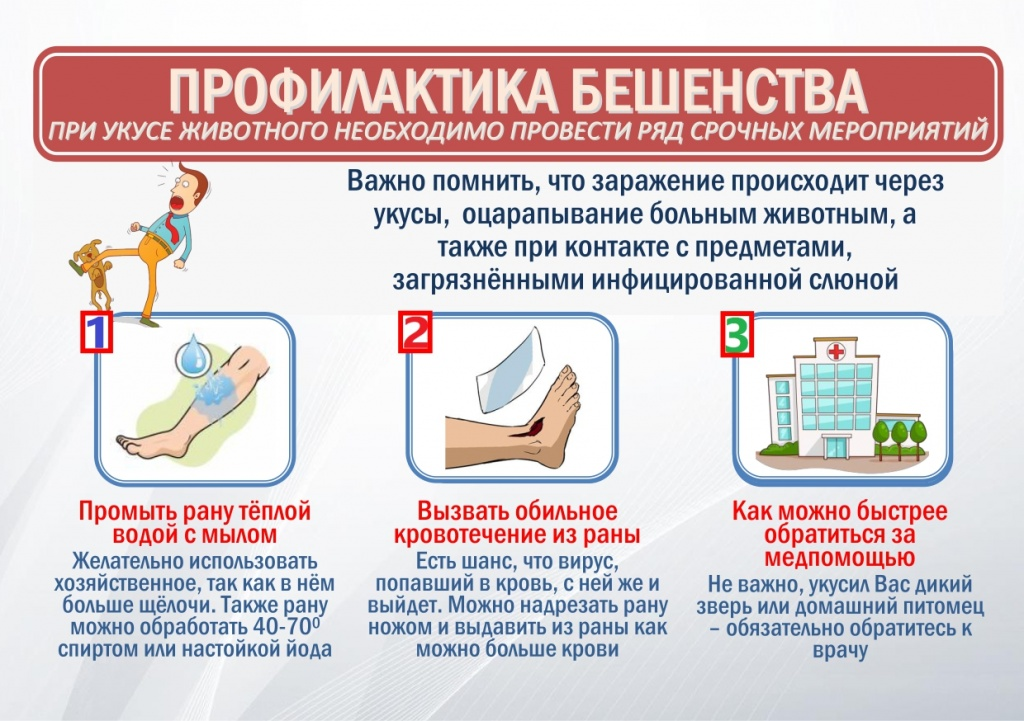 ПРОФИЛАКТИКА БЕШЕНСТВА
ПРИ УКУСЕ ЖИВОТНОГО НЕОБХОДИМО ПРОВЕСТИ РЯД СРОЧНЫХ МЕРОПРИЯТИЙ
Важно помнить, что заражение происходит через
укусы, оцарапывание больным животным, а
также при контакте с предметами,
загрязнёнными инфицированной слюной
1
Промыть рану тёплой
водой с мылом
Желательно использовать
хозяйственное, так как в нём
больше щёлочи. Также рану
можно обработать 40-70⁰
спиртом или настойкой йода
2
Вызвать обильное
кровотечение из раны
Есть шанс, что вирус,
попавший в кровь, с ней же и
выйдет. Можно надрезать рану
ножом и выдавить из раны как
можно больше крови
3
Как можно быстрее
обратиться за
медпомощью
Не важно, укусил Вас дикий
зверь или домашний питомец
– обязательно обратитесь к
врачу